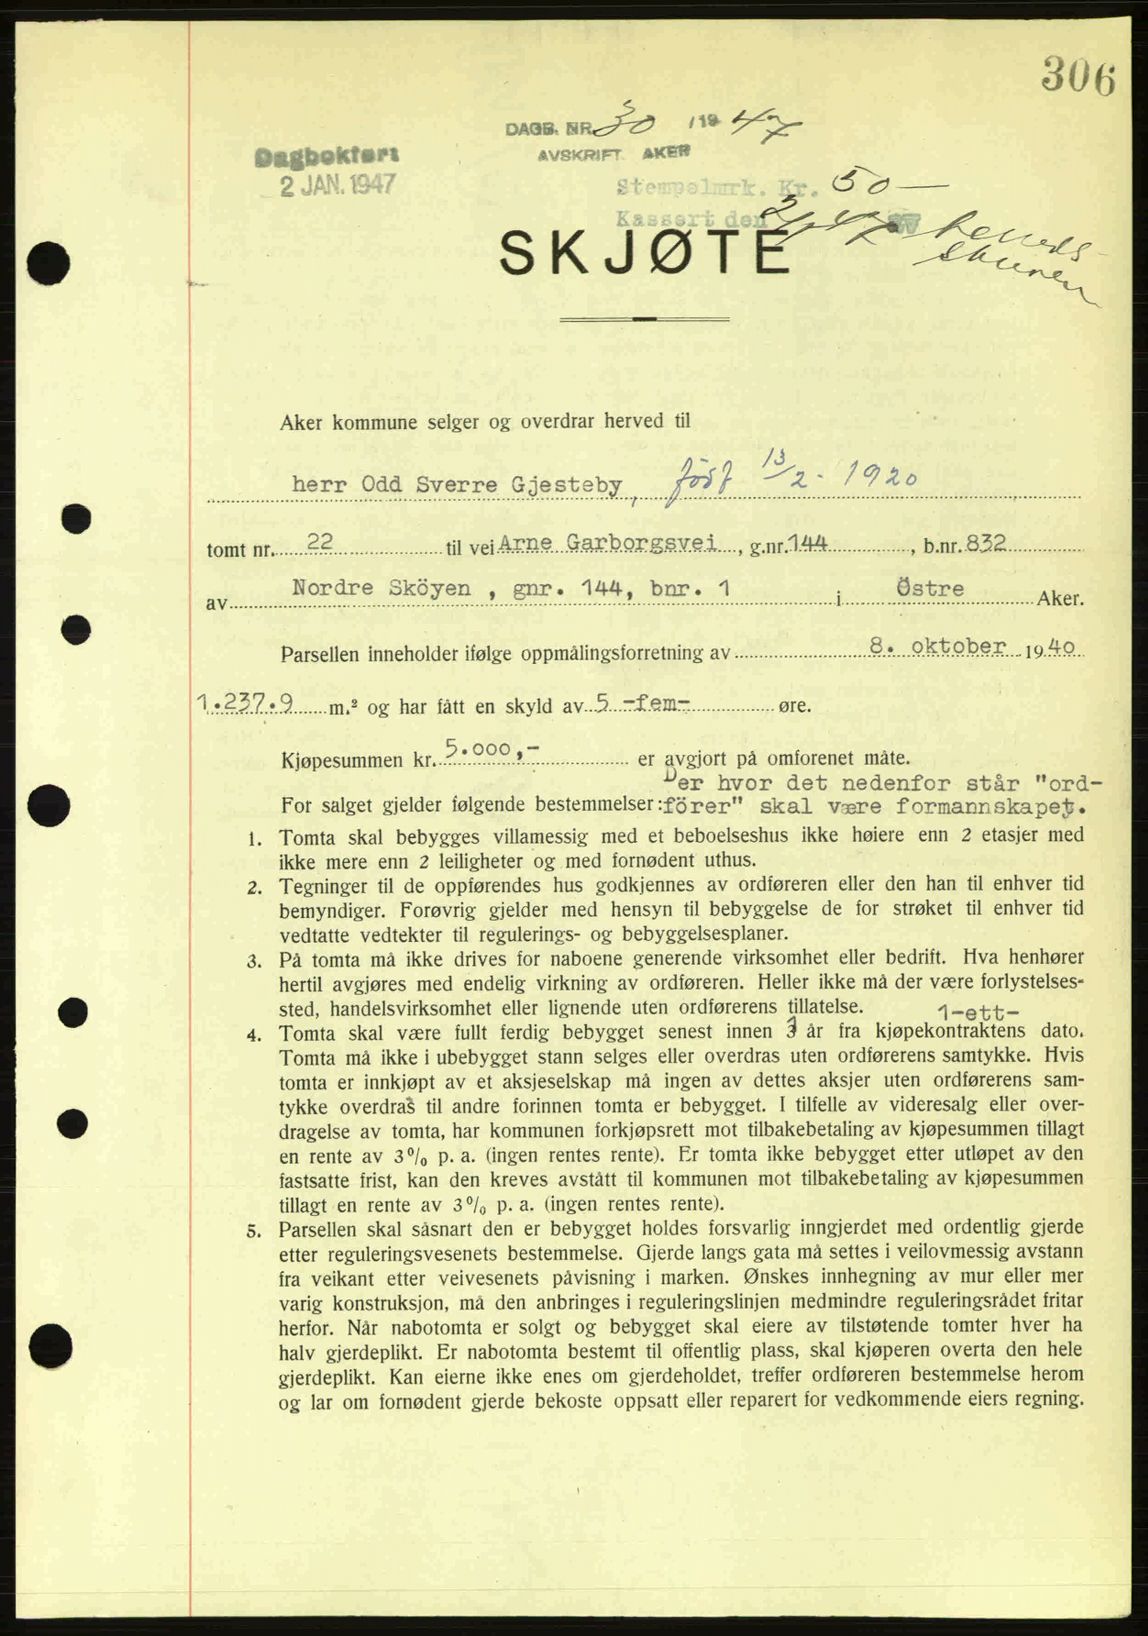 306
DAGB. NR. 30 /19 47
AVSKRIFT AKER
Dagbokført
2 JAN. 1947
Stempelmrk. Kr. 50 —
Kassert den 2/1 47
SKJØTE
Aker kommune selger og overdrar herved til
herr Odd Sverre Gjesteby, født 13/2 - 1920
tomt nr. 22 til vei Arne Garborgsvei, g.nr. 144, b.nr. 832
av Nordre Sköyen , gnr. 144, bnr. 1 i Østre Aker.
Parsellen inneholder ifølge oppmålingsforretning av 8. oktober 1940
1.237.9 m.² og har fått en skyld av 5 -fem- øre.
Kjøpesummen kr. 5.000,- er avgjort på omforenet måte.
Der hvor det nedenfor står "ord-
For salget gjelder følgende bestemmelser: förer" skal være formannskapet.
1. Tomta skal bebygges villamessig med et beboelseshus ikke høiere enn 2 etasjer med
ikke mere enn 2 leiligheter og med fornødent uthus.
2. Tegninger til de oppførendes hus godkjennes av ordføreren eller den han til enhver tid
bemyndiger. Forøvrig gjelder med hensyn til bebyggelse de for strøket til enhver tid
vedtatte vedtekter til regulerings- og bebyggelsesplaner.
3. På tomta må ikke drives for naboene generende virksomhet eller bedrift. Hva henhører
hertil avgjøres med endelig virkning av ordføreren. Heller ikke må der være forlystelses-
sted, handelsvirksomhet eller lignende uten ordførerens tillatelse. 1-ett-
4. Tomta skal være fullt ferdig bebygget senest innen 1 år fra kjøpekontraktens dato.
Tomta må ikke i ubebygget stann selges eller overdras uten ordførerens samtykke. Hvis
tomta er innkjøpt av et aksjeselskap må ingen av dettes aksjer uten ordførerens sam-
tykke overdras til andre forinnen tomta er bebygget. I tilfelle av videresalg eller over-
dragelse av tomta, har kommunen forkjøpsrett mot tilbakebetaling av kjøpesummen tillagt
en rente av 3 % p. a. (ingen rentes rente). Er tomta ikke bebygget etter utløpet av den
fastsatte frist, kan den kreves avstått til kommunen mot tilbakebetaling av kjøpesummen
tillagt en rente av 3 % p. a. (ingen rentes rente).
5. Parsellen skal såsnart den er bebygget holdes forsvarlig inngjerdet med ordentlig gjerde
etter reguleringsvesenets bestemmelse. Gjerde langs gata må settes i veilovmessig avstann
fra veikant etter veivesenets påvisning i marken. Ønskes innhegning av mur eller mer
varig konstruksjon, må den anbringes i reguleringslinjen medmindre reguleringsrådet fritar
herfor. Når nabotomta er solgt og bebygget skal eiere av tilstøtende tomter hver ha
halv gjerdeplikt. Er nabotomta bestemt til offentlig plass, skal kjøperen overta den hele
gjerdeplikt. Kan eierne ikke enes om gjerdeholdet, treffer ordføreren bestemmelse herom
og lar om fornødent gjerde bekoste oppsatt eller reparert for vedkommende eiers regning.